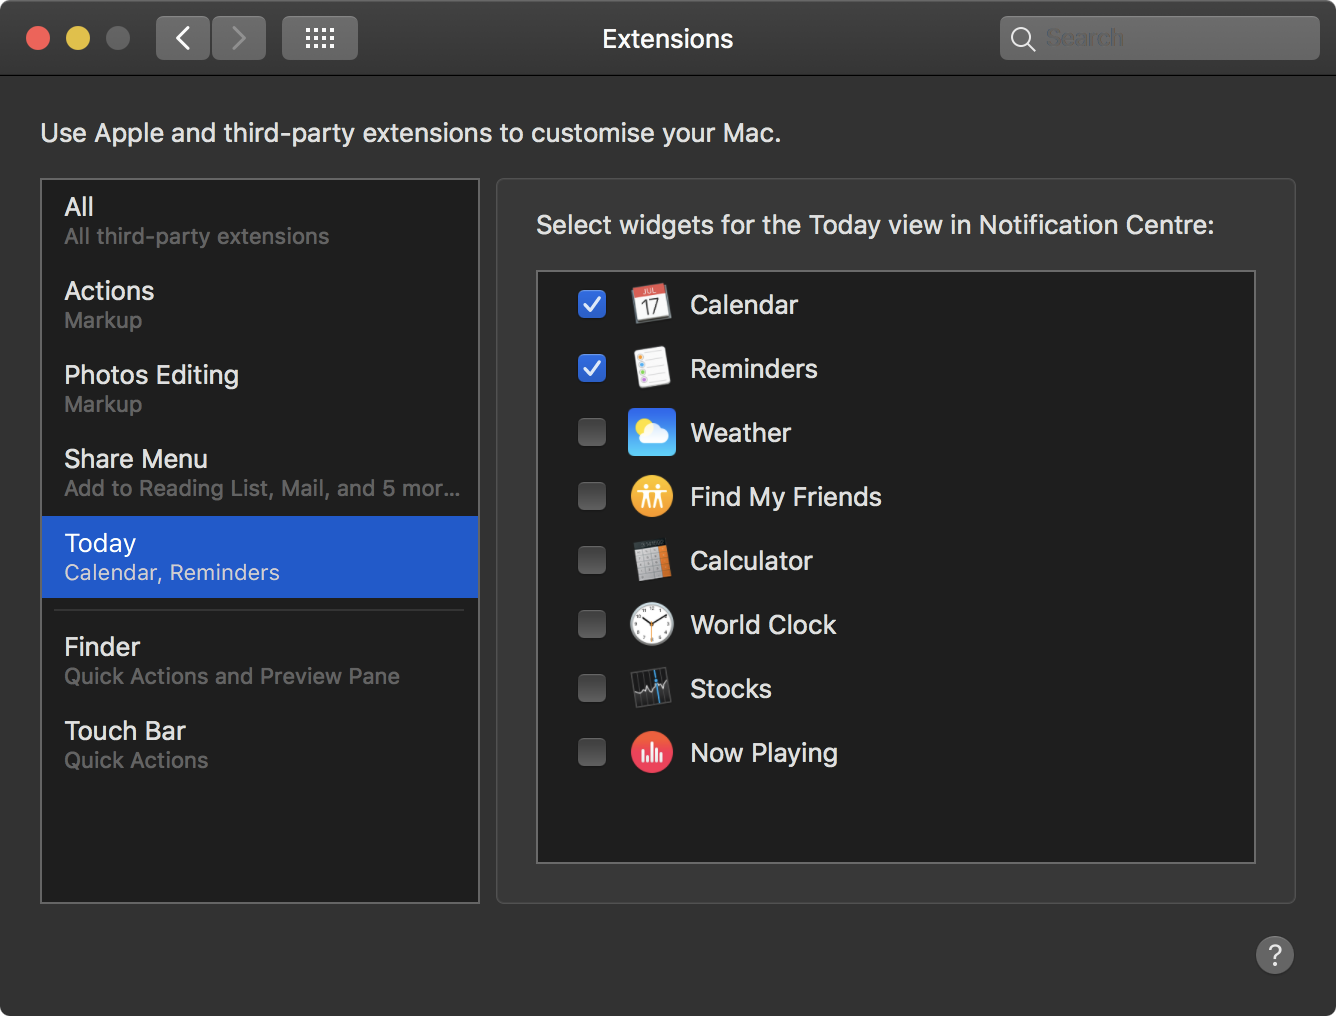 Extensions
Search
Use Apple and third-party extensions to customise your Mac.
All
All third-party extensions
Actions
Markup
Photos Editing
Markup
Share Menu
Add to Reading List, Mail, and 5 mor...
Today
Calendar, Reminders
Finder
Quick Actions and Preview Pane
Touch Bar
Quick Actions
Select widgets for the Today view in Notification Centre:
JUL
17
Calendar
Reminders
Weather
Find My Friends
Calculator
World Clock
Stocks
Now Playing
?